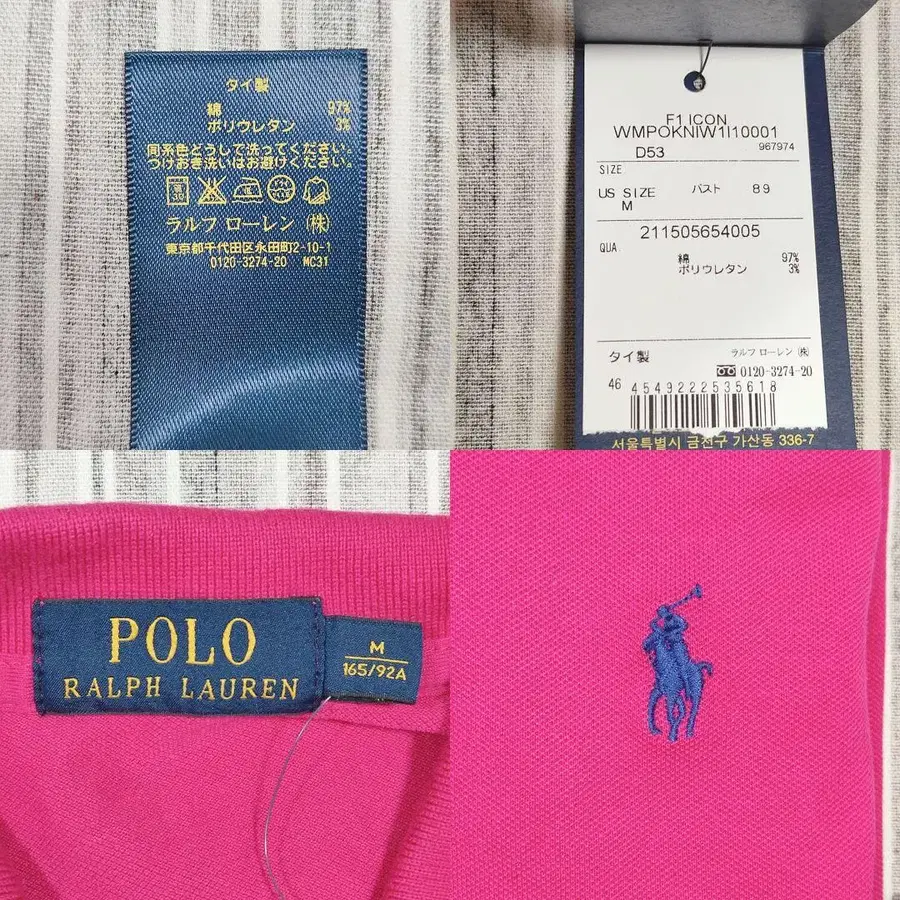 タイ製
綿 97%
ポリウレタン 3%
同系色どうしで洗ってください。
つけおき洗いはお避けください。
ラルフ ローレン ㈱
東京都千代田区永田町2-10-1
0120-3274-20 MC31
F1 ICON
WMPOKNIW1I10001
D53 967974
SIZE
US SIZE バスト 89
M
211505654005
QUA.
綿 97%
ポリウレタン 3%
タイ製 ラルフ ローレン ㈱
0120-3274-20
46 4549222535618
서울특별시 금천구 가산동 336-7
POLO
RALPH LAUREN
M
165/92A